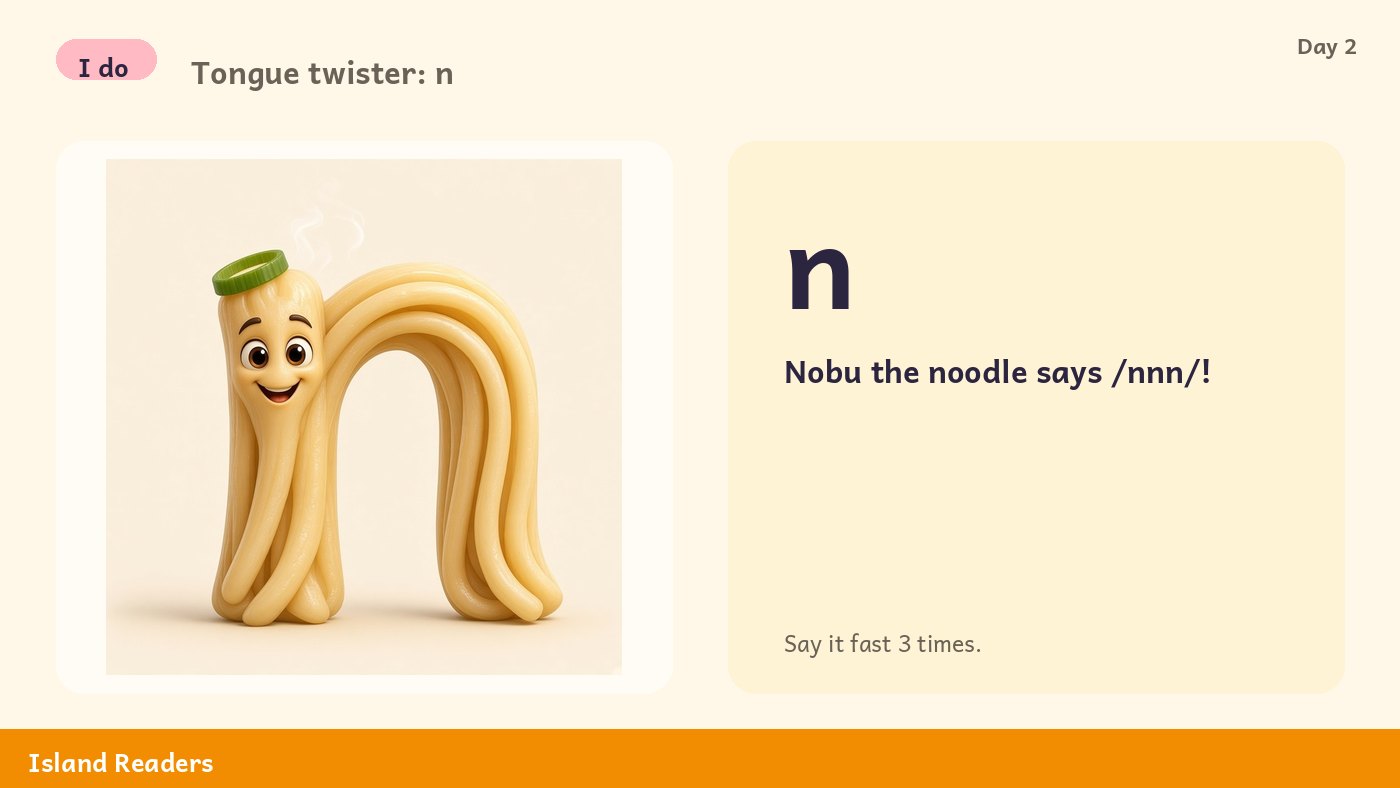 I do
Tongue twister: n
Day 2
n
Nobu the noodle says /nnn/!
Say it fast 3 times.
Island Readers